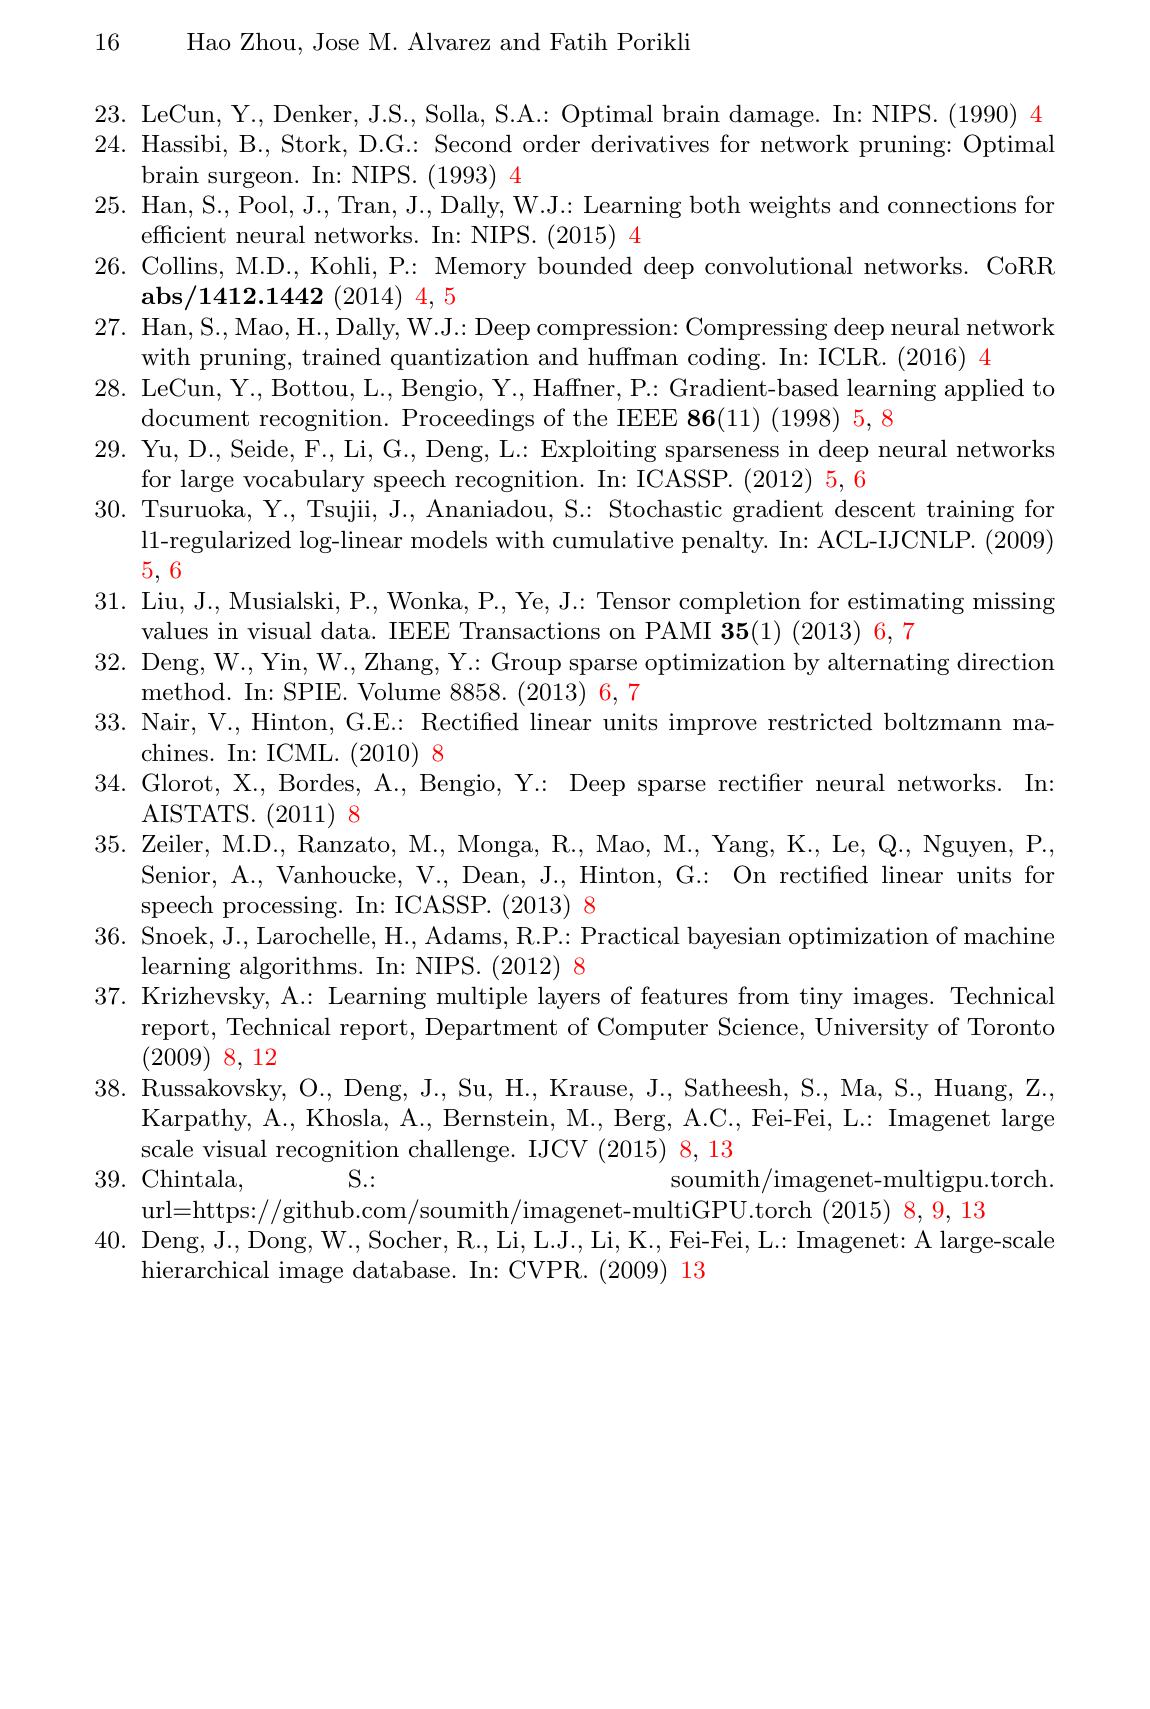 16 Hao Zhou, Jose M. Alvarez and Fatih Porikli
23. LeCun, Y., Denker, J.S., Solla, S.A.: Optimal brain damage. In: NIPS. (1990) 4
24. Hassibi, B., Stork, D.G.: Second order derivatives for network pruning: Optimal
brain surgeon. In: NIPS. (1993) 4
25. Han, S., Pool, J., Tran, J., Dally, W.J.: Learning both weights and connections for
efficient neural networks. In: NIPS. (2015) 4
26. Collins, M.D., Kohli, P.: Memory bounded deep convolutional networks. CoRR
abs/1412.1442 (2014) 4, 5
27. Han, S., Mao, H., Dally, W.J.: Deep compression: Compressing deep neural network
with pruning, trained quantization and huffman coding. In: ICLR. (2016) 4
28. LeCun, Y., Bottou, L., Bengio, Y., Haffner, P.: Gradient-based learning applied to
document recognition. Proceedings of the IEEE 86(11) (1998) 5, 8
29. Yu, D., Seide, F., Li, G., Deng, L.: Exploiting sparseness in deep neural networks
for large vocabulary speech recognition. In: ICASSP. (2012) 5, 6
30. Tsuruoka, Y., Tsujii, J., Ananiadou, S.: Stochastic gradient descent training for
l1-regularized log-linear models with cumulative penalty. In: ACL-IJCNLP. (2009)
5, 6
31. Liu, J., Musialski, P., Wonka, P., Ye, J.: Tensor completion for estimating missing
values in visual data. IEEE Transactions on PAMI 35(1) (2013) 6, 7
32. Deng, W., Yin, W., Zhang, Y.: Group sparse optimization by alternating direction
method. In: SPIE. Volume 8858. (2013) 6, 7
33. Nair, V., Hinton, G.E.: Rectified linear units improve restricted boltzmann ma-
chines. In: ICML. (2010) 8
34. Glorot, X., Bordes, A., Bengio, Y.: Deep sparse rectifier neural networks. In:
AISTATS. (2011) 8
35. Zeiler, M.D., Ranzato, M., Monga, R., Mao, M., Yang, K., Le, Q., Nguyen, P.,
Senior, A., Vanhoucke, V., Dean, J., Hinton, G.: On rectified linear units for
speech processing. In: ICASSP. (2013) 8
36. Snoek, J., Larochelle, H., Adams, R.P.: Practical bayesian optimization of machine
learning algorithms. In: NIPS. (2012) 8
37. Krizhevsky, A.: Learning multiple layers of features from tiny images. Technical
report, Technical report, Department of Computer Science, University of Toronto
(2009) 8, 12
38. Russakovsky, O., Deng, J., Su, H., Krause, J., Satheesh, S., Ma, S., Huang, Z.,
Karpathy, A., Khosla, A., Bernstein, M., Berg, A.C., Fei-Fei, L.: Imagenet large
scale visual recognition challenge. IJCV (2015) 8, 13
39. Chintala, S.: soumith/imagenet-multigpu.torch.
url=https://github.com/soumith/imagenet-multiGPU.torch (2015) 8, 9, 13
40. Deng, J., Dong, W., Socher, R., Li, L.J., Li, K., Fei-Fei, L.: Imagenet: A large-scale
hierarchical image database. In: CVPR. (2009) 13